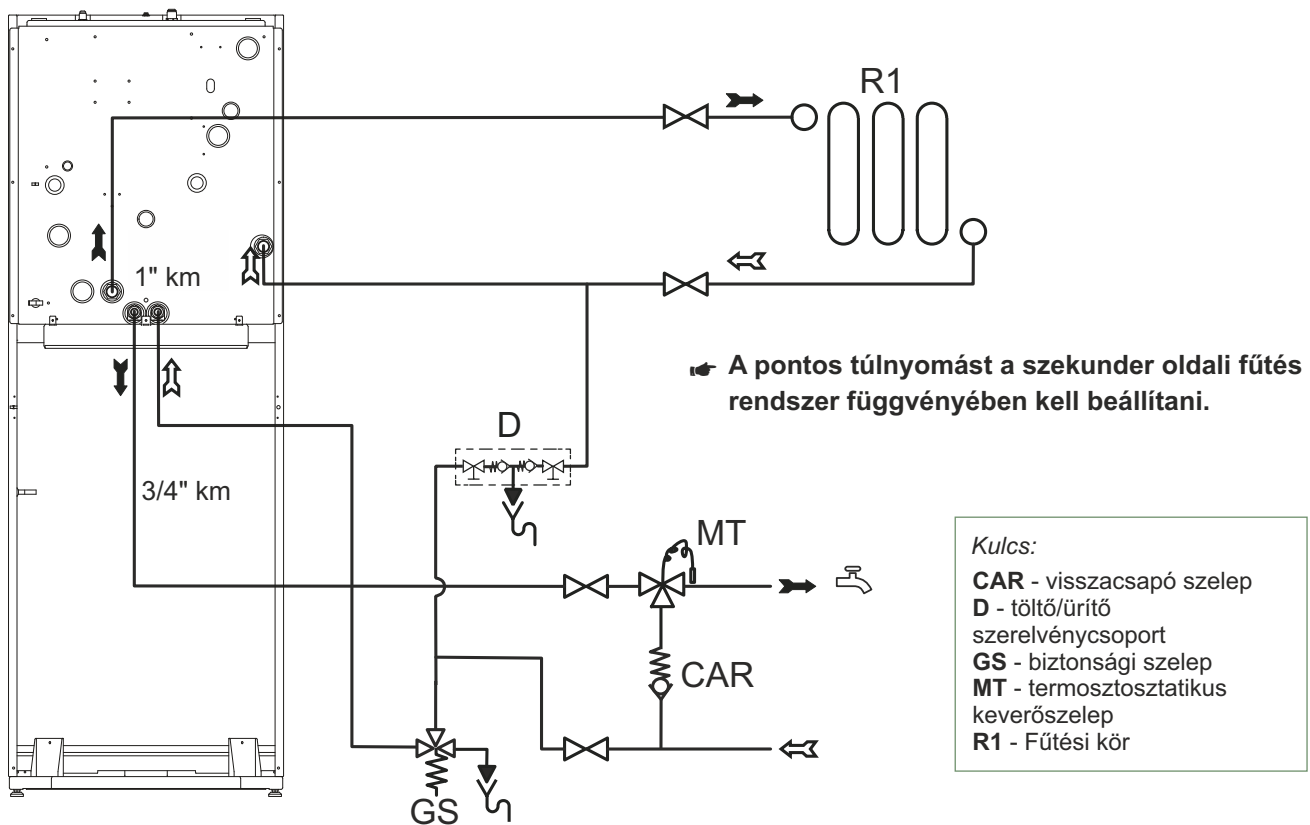 R1
1" km
☛ A pontos túlnyomást a szekunder oldali fűtés
rendszer függvényében kell beállítani.
D
3/4" km
MT
CAR
GS
Kulcs:
CAR - visszacsapó szelep
D - töltő/ürítő
szerelvénycsoport
GS - biztonsági szelep
MT - termosztosztatikus
keverőszelep
R1 - Fűtési kör